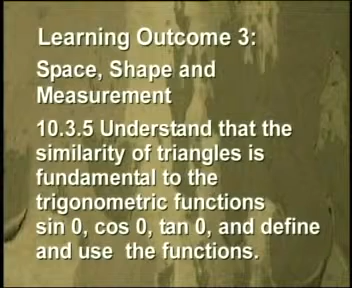 Learning Outcome 3:
Space, Shape and
Measurement
10.3.5 Understand that the
similarity of triangles is
fundamental to the
trigonometric functions
sin 0, cos 0, tan 0, and define
and use the functions.